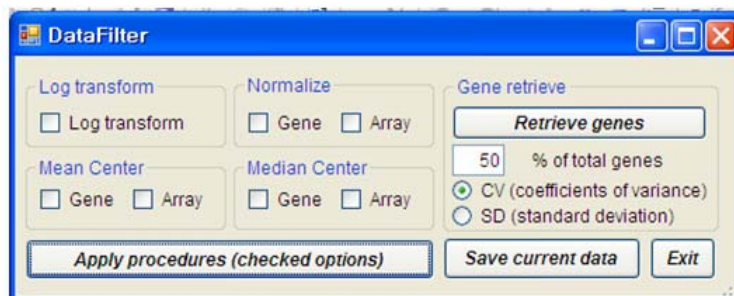 DataFilter
Log transform
Log transform
Normalize
Gene Array
Mean Center
Gene Array
Median Center
Gene Array
Gene retrieve
Retrieve genes
50 % of total genes
CV (coefficients of variance)
SD (standard deviation)
Apply procedures (checked options)
Save current data
Exit